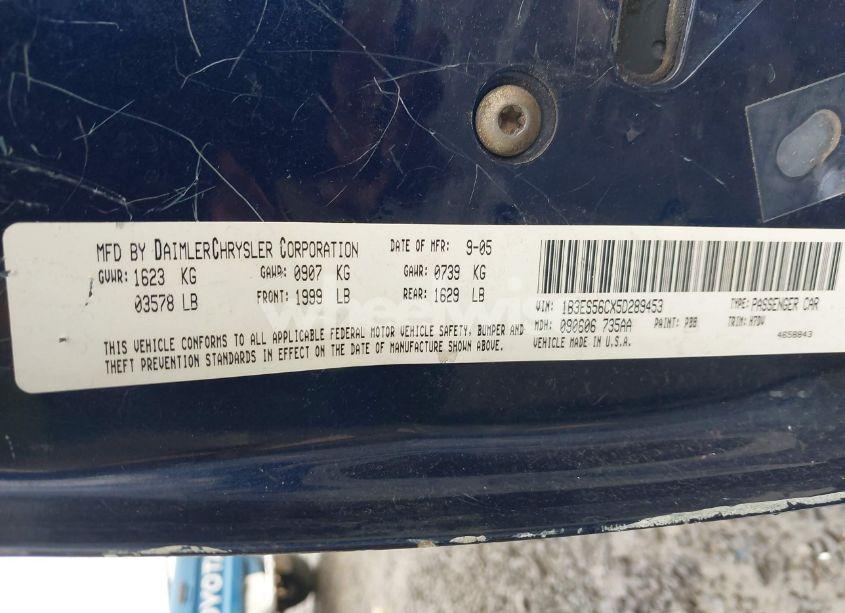 MFD BY DAIMLERCHRYSLER CORPORATION DATE OF MFR: 9-05
GVWR: 1623 KG GAWR: 0907 KG GAWR: 0739 KG
03578 LB FRONT: 1999 LB REAR: 1629 LB
VIN: 1B3ES56CX5D289453 TYPE: PASSENGER CAR
MDH: 090606 735AA PAINT: PBB TRIM: H7DV
VEHICLE MADE IN U.S.A. 4658843
THIS VEHICLE CONFORMS TO ALL APPLICABLE FEDERAL MOTOR VEHICLE SAFETY, BUMPER AND
THEFT PREVENTION STANDARDS IN EFFECT ON THE DATE OF MANUFACTURE SHOWN ABOVE.
TOYOTA